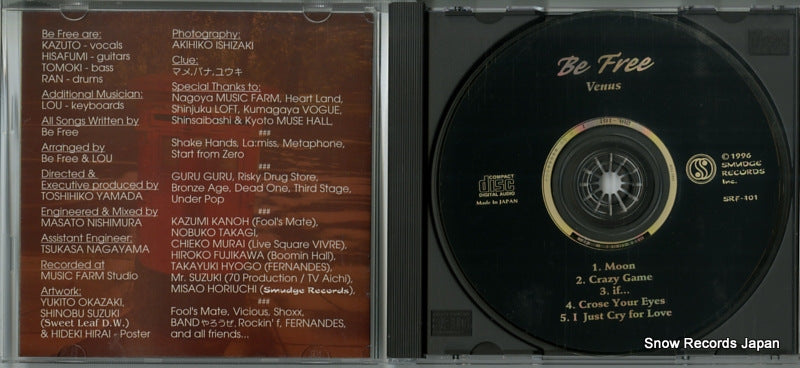 Be Free are:
KAZUTO - vocals
HISAFUMI - guitars
TOMOKI - bass
RAN - drums
Additional Musician:
LOU - keyboards
All Songs Written by
Be Free
Arranged by
Be Free & LOU
Directed &
Executive produced by
TOSHIHIKO YAMADA
Engineered & Mixed by
MASATO NISHIMURA
Assistant Engineer:
TSUKASA NAGAYAMA
Recorded at
MUSIC FARM Studio
Artwork:
YUKITO OKAZAKI,
SHINOBU SUZUKI
(Sweet Leaf D.W.)
& HIDEKI HIRAI - Poster
Photography:
AKIHIKO ISHIZAKI
Clue:
マメ,バナ,ユウキ
Special Thanks to:
Nagoya MUSIC FARM, Heart Land,
Shinjuku LOFT, Kumagaya VOGUE,
Shinsaibashi & Kyoto MUSE HALL,
###
Shake Hands, La:miss, Metaphone,
Start from Zero
###
GURU GURU, Risky Drug Store,
Bronze Age, Dead One, Third Stage,
Under Pop
###
KAZUMI KANOH (Fool's Mate),
NOBUKO TAKAGI,
CHIEKO MURAI (Live Square VIVRE),
HIROKO FUJIKAWA (Boomin Hall),
TAKAYUKI HYOGO (FERNANDES),
Mr. SUZUKI (70 Production / TV Aichi),
MISAO HORIUCHI (Smudge Records),
###
Fool's Mate, Vicious, Shoxx,
BANDやろうぜ, Rockin' f, FERNANDES,
and all friends...
Be Free
Venus
COMPACT
disc
DIGITAL AUDIO
Made in JAPAN
© 1996
SMUDGE
RECORDS
Inc.
SRF-101
1. Moon
2. Crazy Game
3. if...
4. Crose Your Eyes
5. I Just Cry for Love
Snow Records Japan